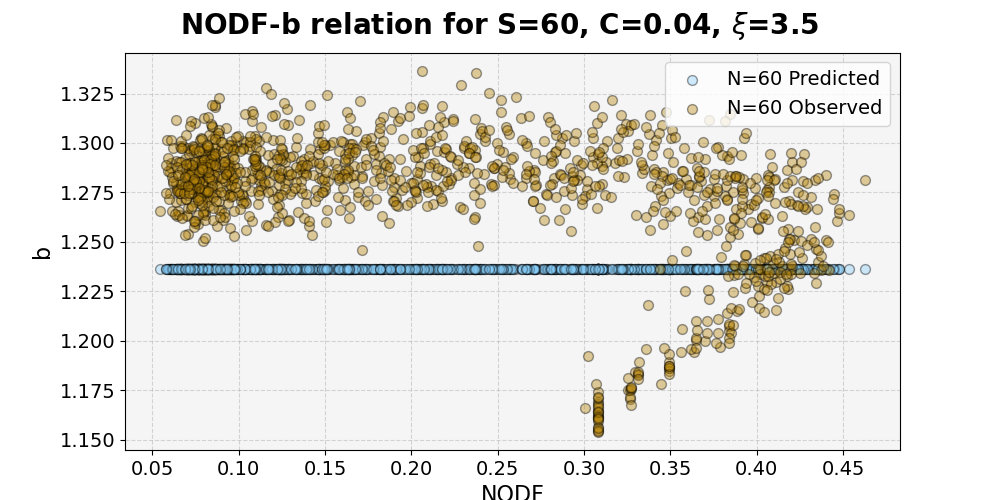 NODF-b relation for S=60, C=0.04, ξ=3.5
N=60 Predicted
N=60 Observed
b
1.325
1.300
1.275
1.250
1.225
1.200
1.175
1.150
0.05 0.10 0.15 0.20 0.25 0.30 0.35 0.40 0.45
NODF